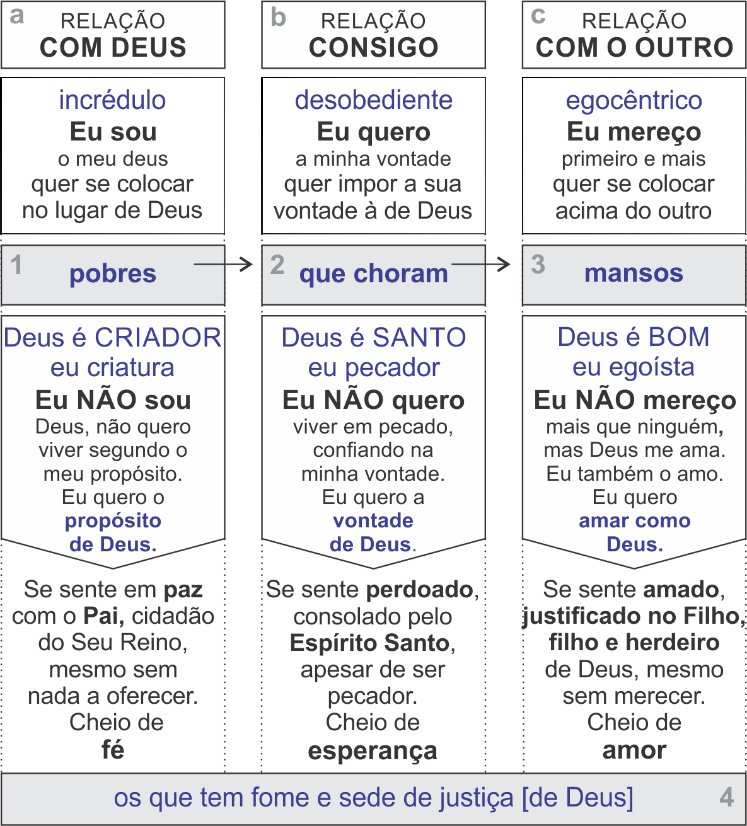 a
RELAÇÃO
COM DEUS
incrédulo
Eu sou
o meu deus
quer se colocar
no lugar de Deus
1
pobres
Deus é CRIADOR
eu criatura
Eu NÃO sou
Deus, não quero
viver segundo o
meu propósito.
Eu quero o
propósito
de Deus.
Se sente em paz
com o Pai, cidadão
do Seu Reino,
mesmo sem
nada a oferecer.
Cheio de
fé
b
RELAÇÃO
CONSIGO
desobediente
Eu quero
a minha vontade
quer impor a sua
vontade à de Deus
2
que choram
Deus é SANTO
eu pecador
Eu NÃO quero
viver em pecado,
confiando na
minha vontade.
Eu quero a
vontade
de Deus.
Se sente perdoado,
consolado pelo
Espírito Santo,
apesar de ser
pecador.
Cheio de
esperança
c
RELAÇÃO
COM O OUTRO
egocêntrico
Eu mereço
primeiro e mais
quer se colocar
acima do outro
3
mansos
Deus é BOM
eu egoísta
Eu NÃO mereço
mais que ninguém,
mas Deus me ama.
Eu também o amo.
Eu quero
amar como
Deus.
Se sente amado,
justificado no Filho,
filho e herdeiro
de Deus, mesmo
sem merecer.
Cheio de
amor
os que tem fome e sede de justiça [de Deus]
4